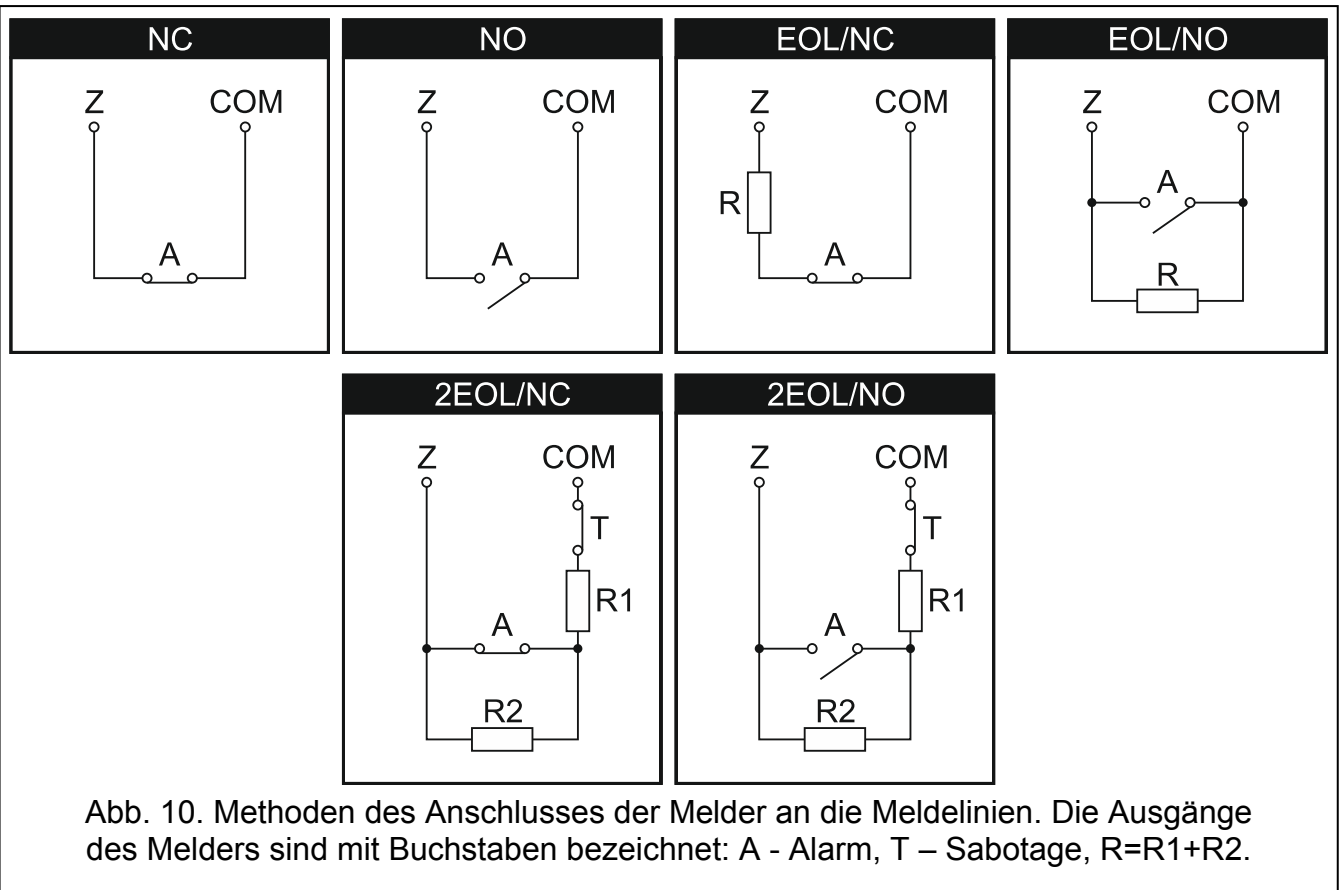 NC NO EOL/NC EOL/NO
Z COM Z COM Z COM Z COM
R
A
A
A
A
R
2EOL/NC 2EOL/NO
Z COM Z COM
T T
R1 R1
A A
R2 R2
Abb. 10. Methoden des Anschlusses der Melder an die Meldelinien. Die Ausgänge
des Melders sind mit Buchstaben bezeichnet: A - Alarm, T – Sabotage, R=R1+R2.